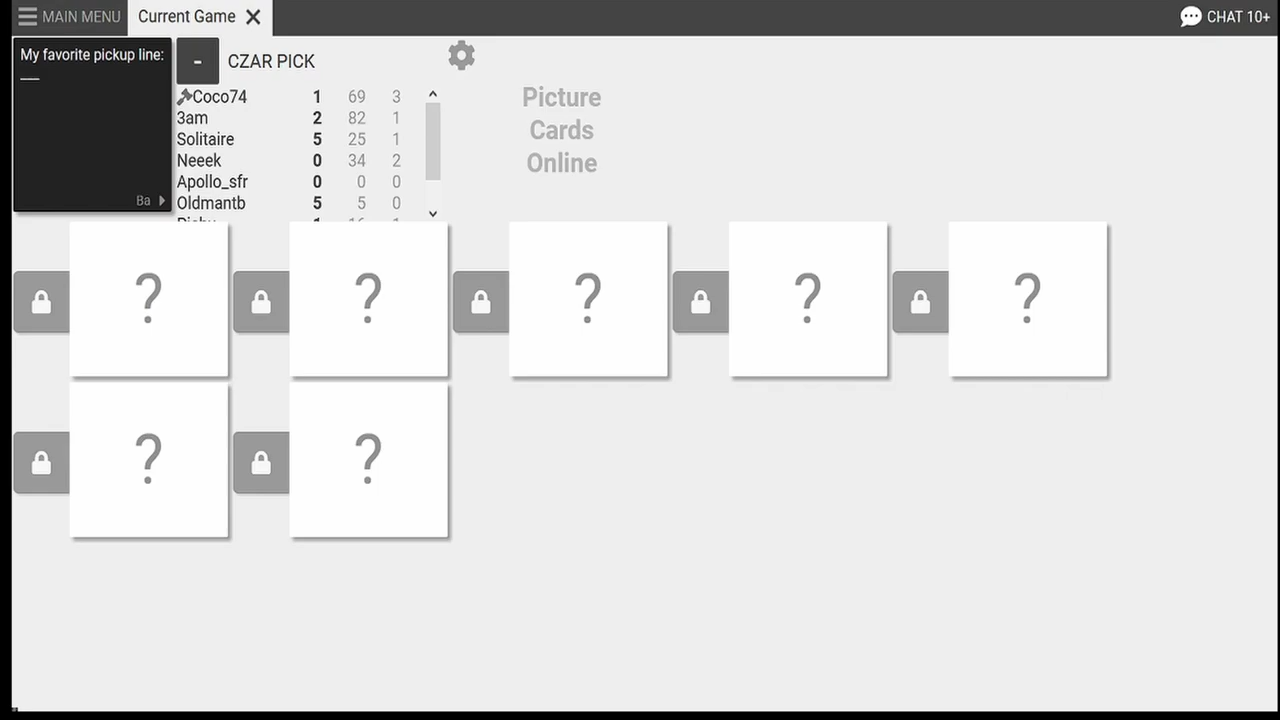 MAIN MENU
Current Game
CHAT 10+
My favorite pickup line:
___
Ba
-
CZAR PICK
Coco74 1 69 3
3am 2 82 1
Solitaire 5 25 1
Neeek 0 34 2
Apollo_sfr 0 0 0
Oldmantb 5 5 0
Picture
Cards
Online
? ? ? ? ?
? ?